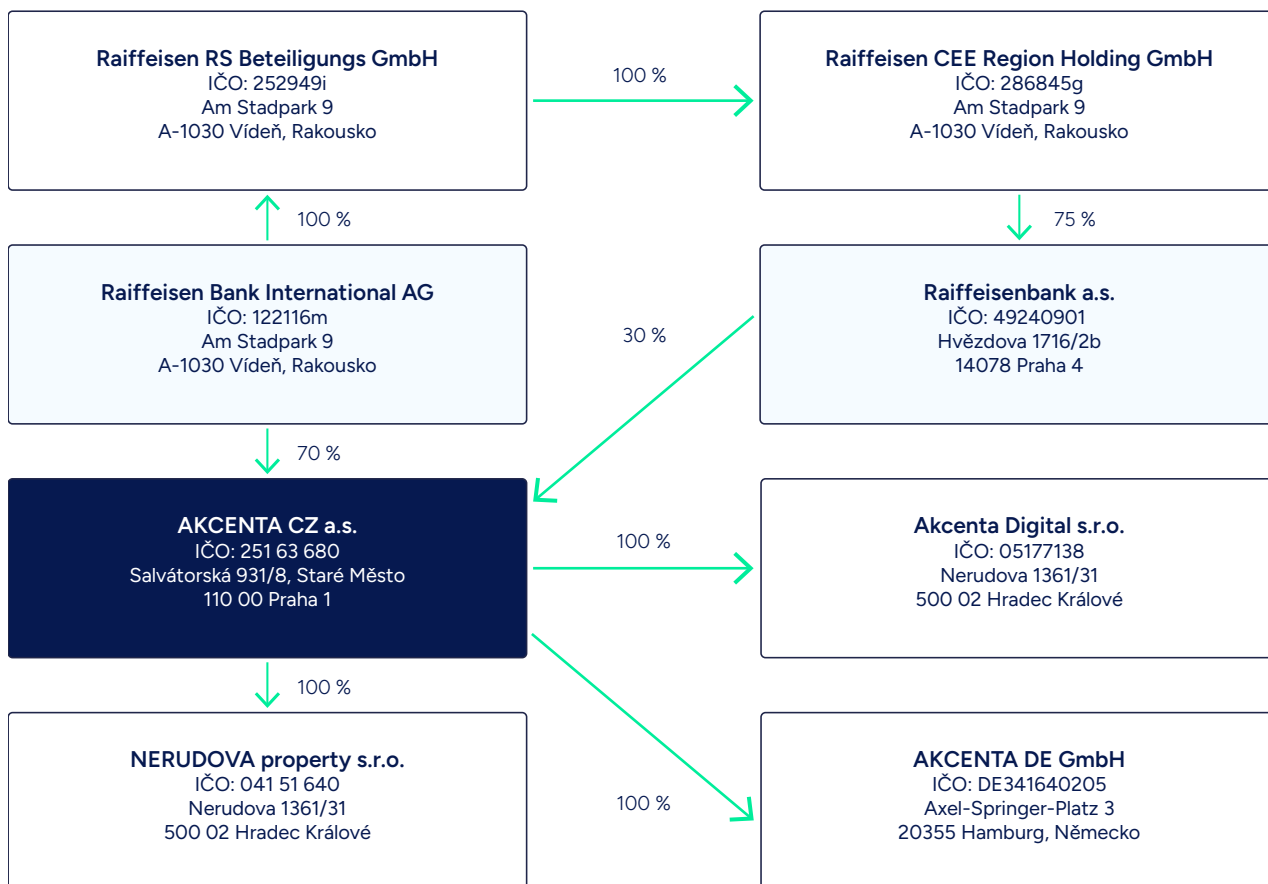 Raiffeisen RS Beteiligungs GmbH
IČO: 252949i
Am Stadpark 9
A-1030 Vídeň, Rakousko
100 %
Raiffeisen CEE Region Holding GmbH
IČO: 286845g
Am Stadpark 9
A-1030 Vídeň, Rakousko
100 %
75 %
Raiffeisen Bank International AG
IČO: 122116m
Am Stadpark 9
A-1030 Vídeň, Rakousko
30 %
Raiffeisenbank a.s.
IČO: 49240901
Hvězdova 1716/2b
14078 Praha 4
70 %
AKCENTA CZ a.s.
IČO: 251 63 680
Salvátorská 931/8, Staré Město
110 00 Praha 1
100 %
Akcenta Digital s.r.o.
IČO: 05177138
Nerudova 1361/31
500 02 Hradec Králové
100 %
NERUDOVA property s.r.o.
IČO: 041 51 640
Nerudova 1361/31
500 02 Hradec Králové
100 %
AKCENTA DE GmbH
IČO: DE341640205
Axel-Springer-Platz 3
20355 Hamburg, Německo